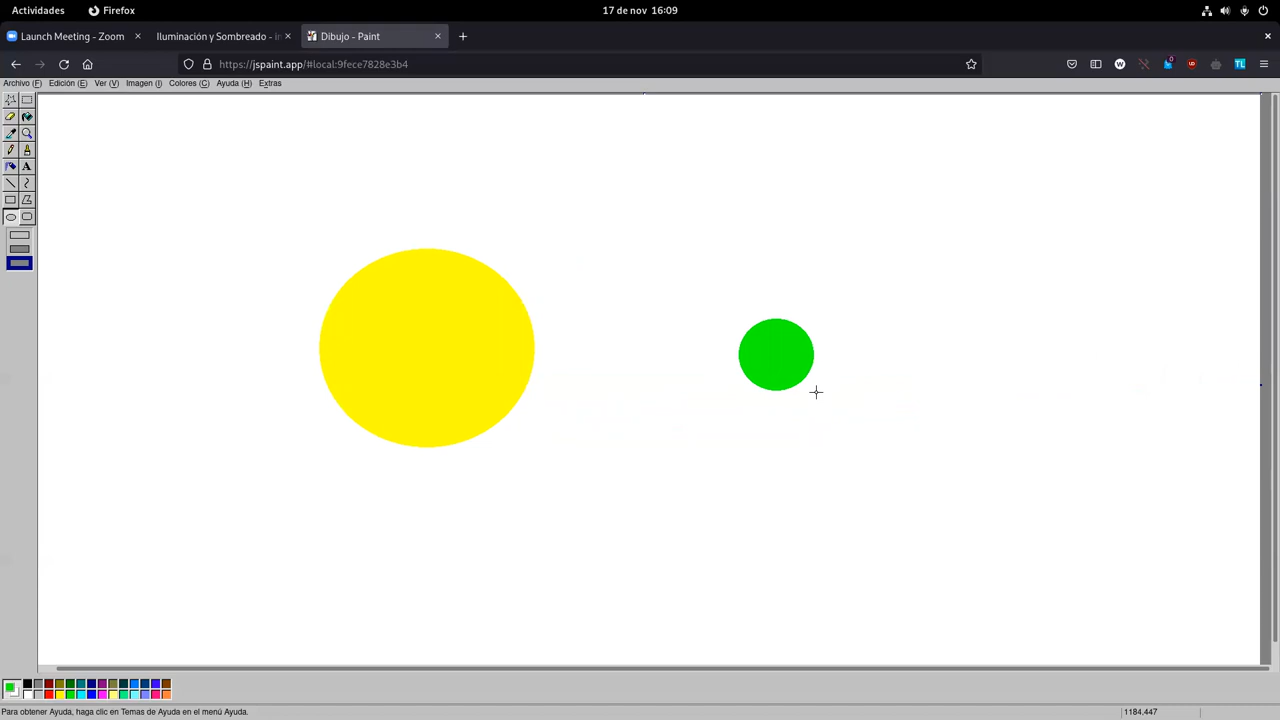 Actividades Firefox 17 de nov 16:09
Launch Meeting - Zoom Iluminación y Sombreado - i Dibujo - Paint
https://jspaint.app/#local:9fece7828e3b4
Archivo (F) Edición (E) Ver (V) Imagen (I) Colores (C) Ayuda (H) Extras
A
Para obtener Ayuda, haga clic en Temas de Ayuda en el menú Ayuda. 1184,447